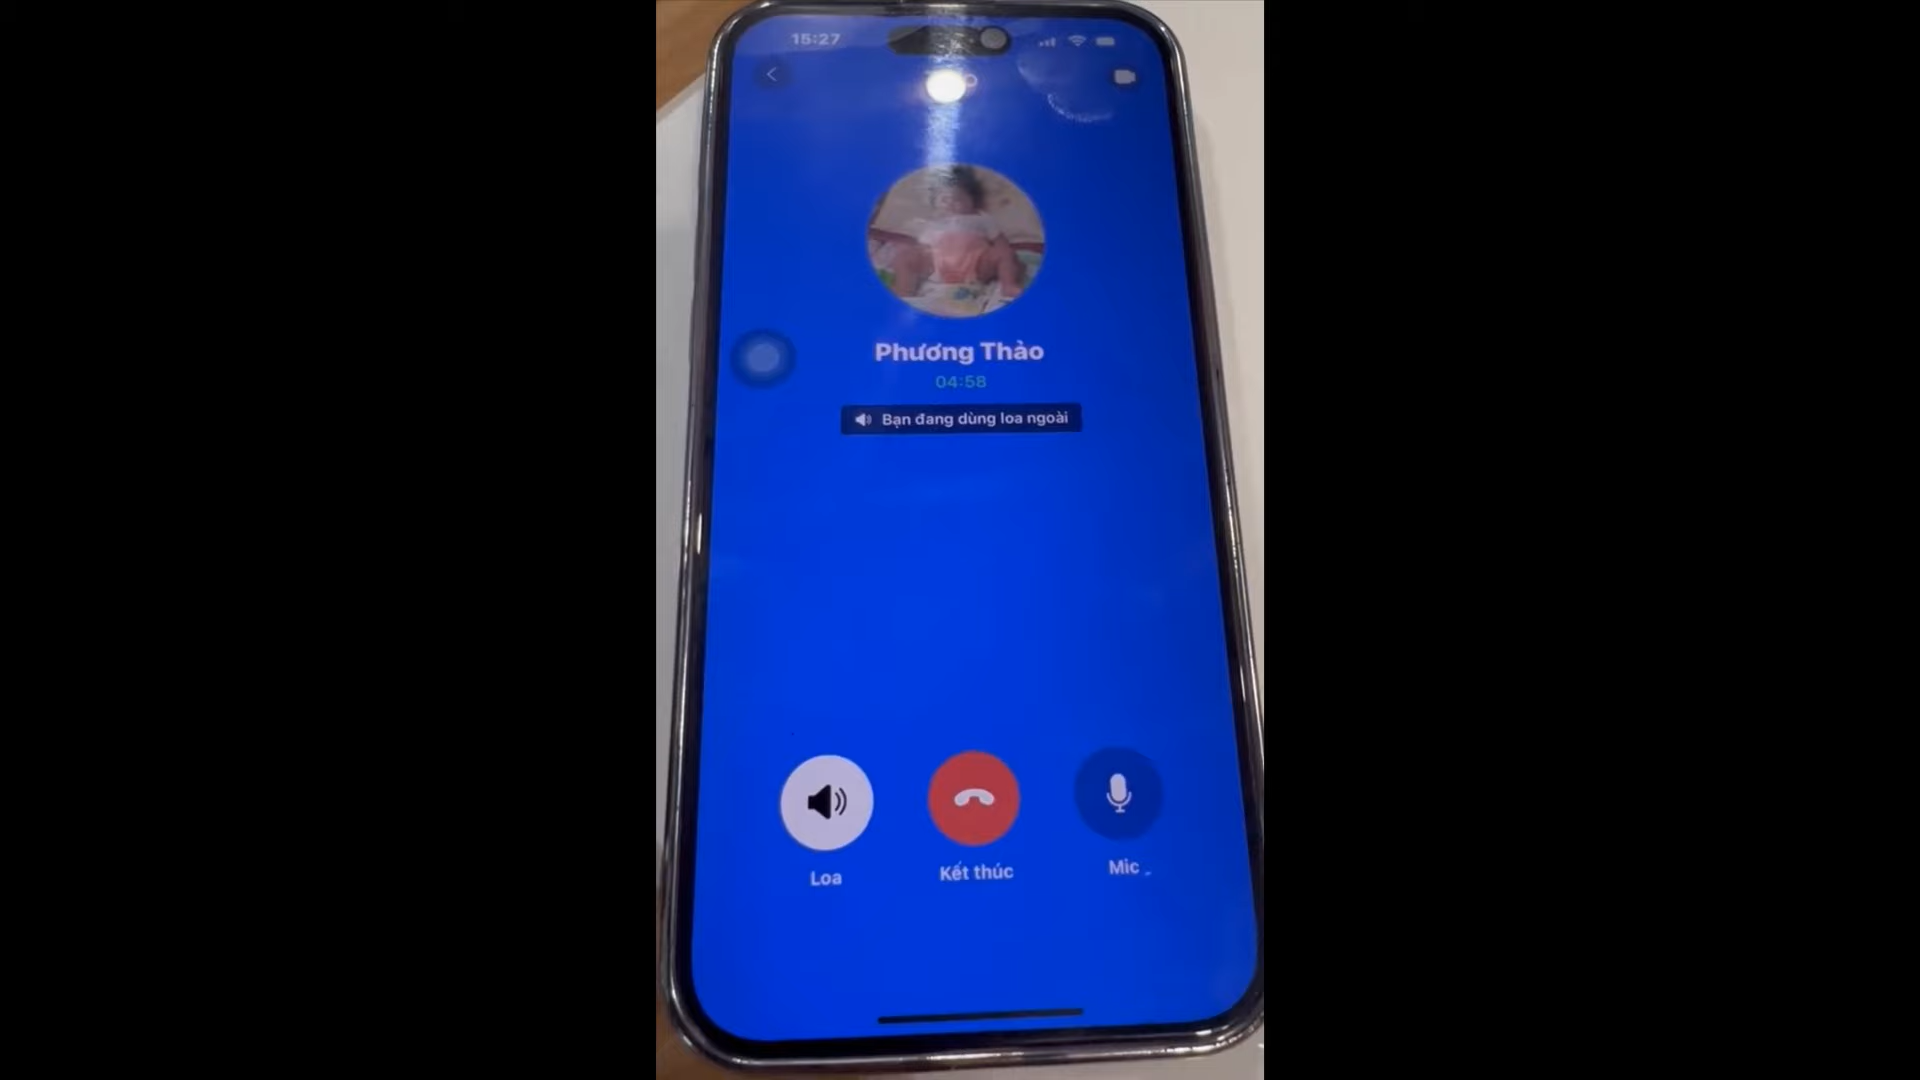 15:27
Phương Thảo
04:58
Bạn đang dùng loa ngoài
Loa
Kết thúc
Mic